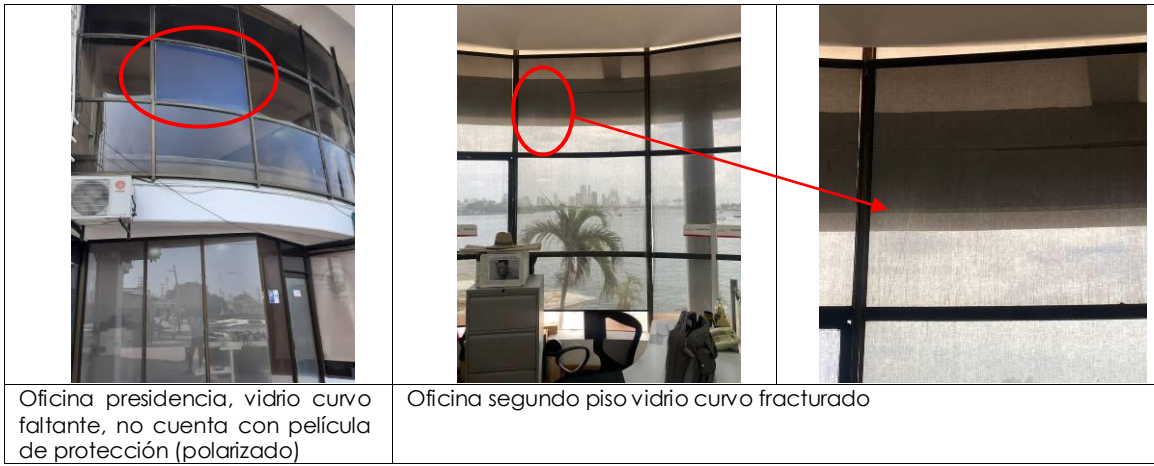 Oficina presidencia, vidrio curvo
faltante, no cuenta con película
de protección (polarizado)
Oficina segundo piso vidrio curvo fracturado